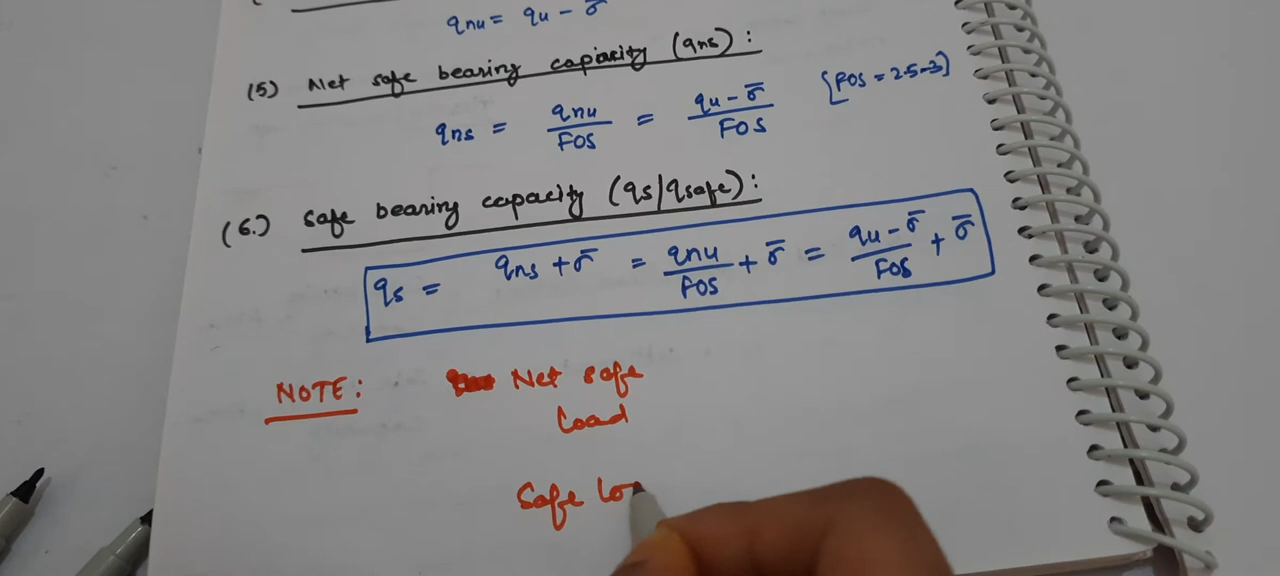 qnu = qu - σ̄
(5) Net safe bearing capiacity (qns) :
qns = qnu/FOS = qu - σ̄/FOS [FOS = 2.5-3]
(6.) safe bearing capacity (qs/qsafe) :
qs = qns + σ̄ = qnu/FOS + σ̄ = qu - σ̄/FOS + σ̄
NOTE: Net safe
Load
Safe Lo